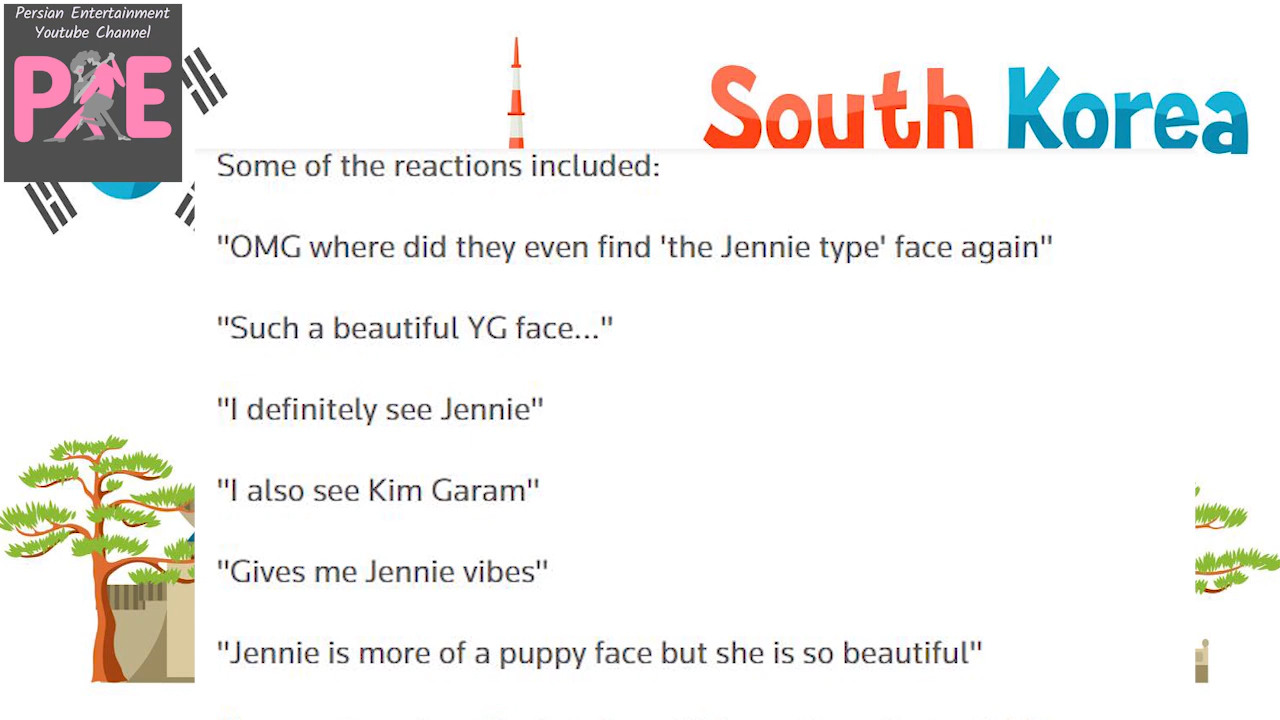 Persian Entertainment
Youtube Channel
P E
South Korea
Some of the reactions included:
"OMG where did they even find 'the Jennie type' face again"
"Such a beautiful YG face..."
"I definitely see Jennie"
"I also see Kim Garam"
"Gives me Jennie vibes"
"Jennie is more of a puppy face but she is so beautiful"